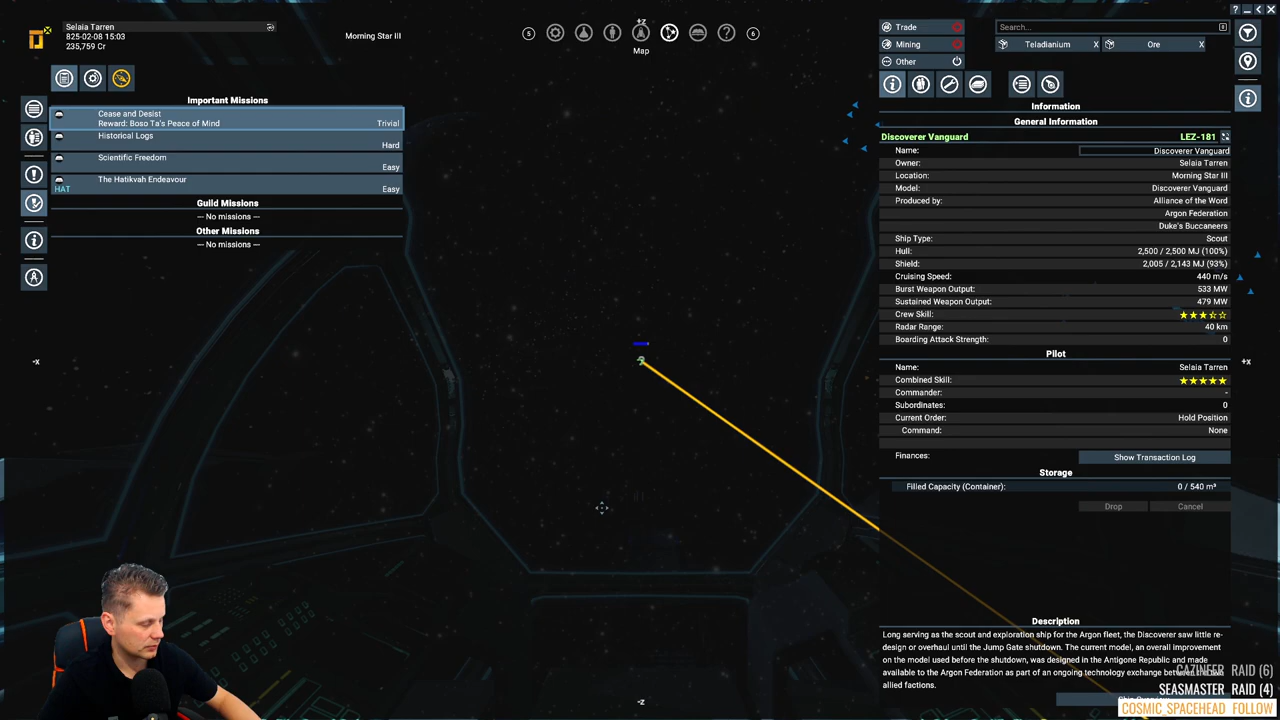 Selaia Tarren
825-02-08 15:03
235,759 Cr
Morning Star III
5
+Z
6
Map
Important Missions
Cease and Desist
Reward: Boso Ta's Peace of Mind
Trivial
Historical Logs
Hard
Scientific Freedom
Easy
The Hatikvah Endeavour
HAT
Easy
Guild Missions
--- No missions ---
Other Missions
--- No missions ---
-X
+X
-Z
Trade
Mining
Other
Search...
Teladianium X
Ore X
Information
General Information
Discoverer Vanguard LEZ-181
Name: Discoverer Vanguard
Owner: Selaia Tarren
Location: Morning Star III
Model: Discoverer Vanguard
Produced by: Alliance of the Word
Argon Federation
Duke's Buccaneers
Ship Type: Scout
Hull: 2,500 / 2,500 MJ (100%)
Shield: 2,005 / 2,143 MJ (93%)
Cruising Speed: 440 m/s
Burst Weapon Output: 533 MW
Sustained Weapon Output: 479 MW
Crew Skill: ★★★☆☆
Radar Range: 40 km
Boarding Attack Strength: 0
Pilot
Name: Selaia Tarren
Combined Skill: ★★★★★
Commander: -
Subordinates: 0
Current Order: Hold Position
Command: None
Finances: Show Transaction Log
Storage
Filled Capacity (Container): 0 / 540 m³
Drop Cancel
Description
Long serving as the scout and exploration ship for the Argon fleet, the Discoverer saw little re-
design or overhaul until the Jump Gate shutdown. The current model, an overall improvement
on the model used before the shutdown, was designed in the Antigone Republic and made
available to the Argon Federation as part of an ongoing technology exchange between the two
allied factions.
RAID (6)
SEASMASTER RAID (4)
COSMIC_SPACEHEAD FOLLOW